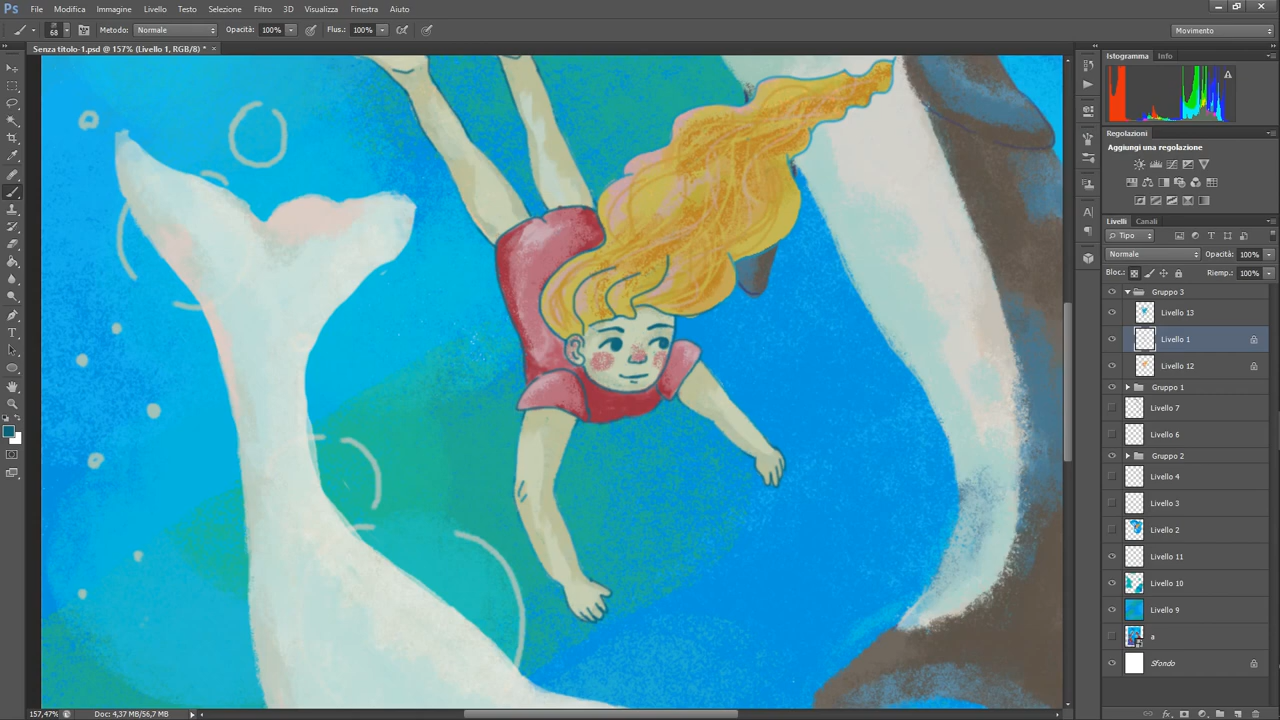 Ps File Modifica Immagine Livello Testo Selezione Filtro 3D Visualizza Finestra Aiuto
68 Metodo: Normale Opacità: 100% Flus.: 100% Movimento
Senza titolo-1.psd @ 157% (Livello 1, RGB/8) * ×
Istogramma Info
Regolazioni
Aggiungi una regolazione
Livelli Canali
Tipo
Normale Opacità: 100%
Bloc.: Riemp.: 100%
Gruppo 3
Livello 13
Livello 1
Livello 12
Gruppo 1
Livello 7
Livello 6
Gruppo 2
Livello 4
Livello 3
Livello 2
Livello 11
Livello 10
Livello 9
a
Sfondo
157,47% Doc: 4,37 MB/56,7 MB